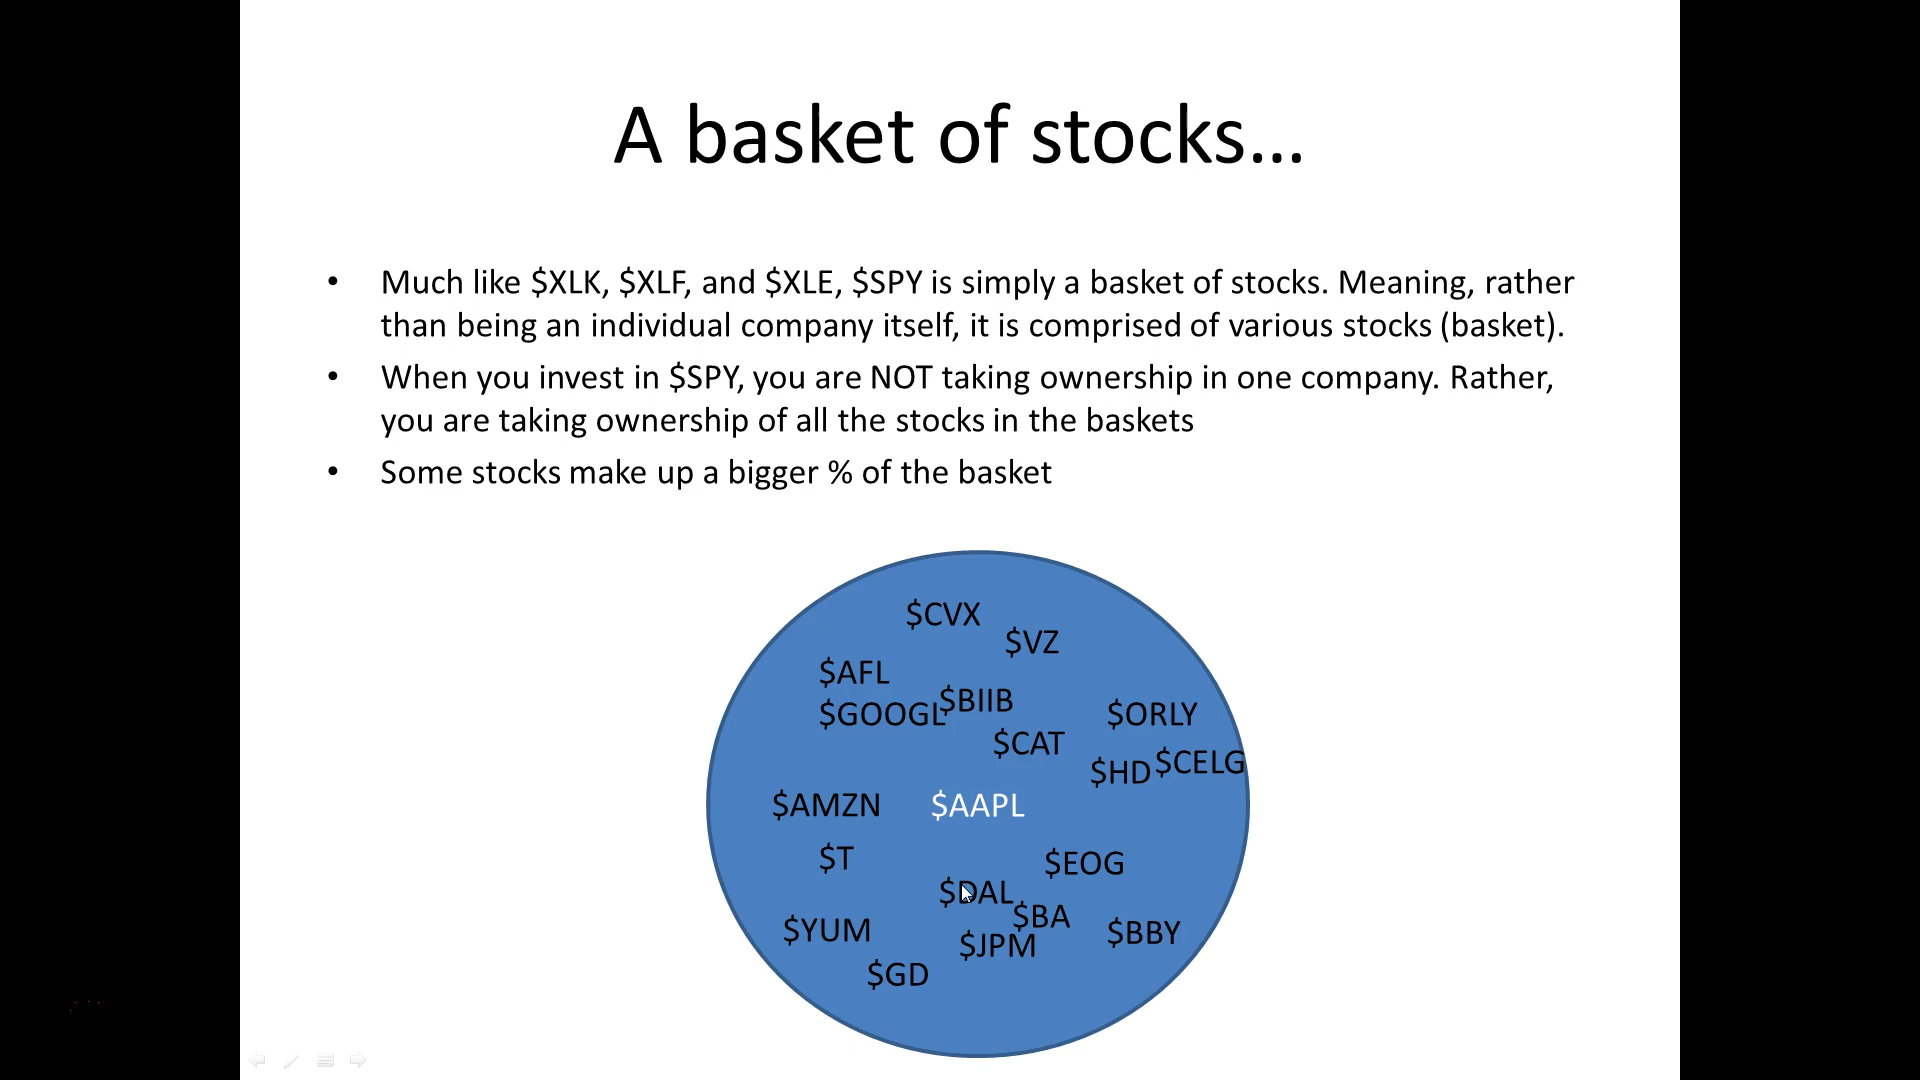 A basket of stocks...
• Much like $XLK, $XLF, and $XLE, $SPY is simply a basket of stocks. Meaning, rather
than being an individual company itself, it is comprised of various stocks (basket).
• When you invest in $SPY, you are NOT taking ownership in one company. Rather,
you are taking ownership of all the stocks in the baskets
• Some stocks make up a bigger % of the basket
$CVX
$VZ
$AFL
$BIIB
$GOOGL
$ORLY
$CAT
$CELG
$HD
$AMZN
$AAPL
$T
$EOG
$DAL
$BA
$YUM
$BBY
$JPM
$GD